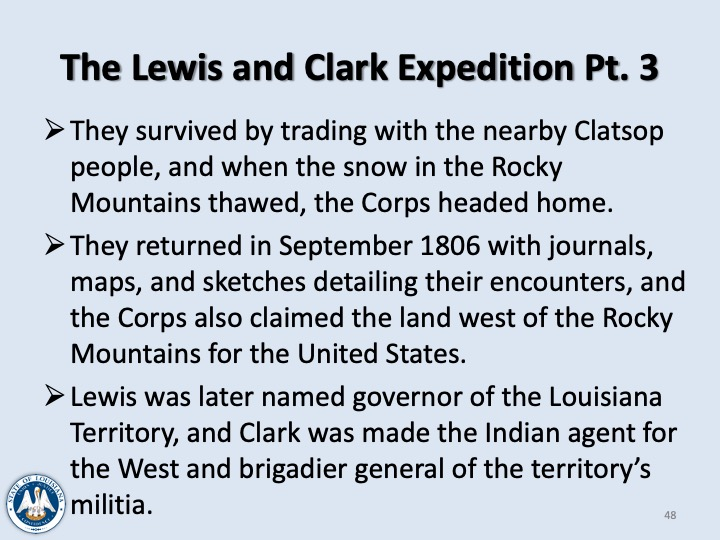 The Lewis and Clark Expedition Pt. 3
➢ They survived by trading with the nearby Clatsop
people, and when the snow in the Rocky
Mountains thawed, the Corps headed home.
➢ They returned in September 1806 with journals,
maps, and sketches detailing their encounters, and
the Corps also claimed the land west of the Rocky
Mountains for the United States.
➢ Lewis was later named governor of the Louisiana
Territory, and Clark was made the Indian agent for
the West and brigadier general of the territory’s
militia.
STATE OF LOUISIANA
CONFIDENCE
48